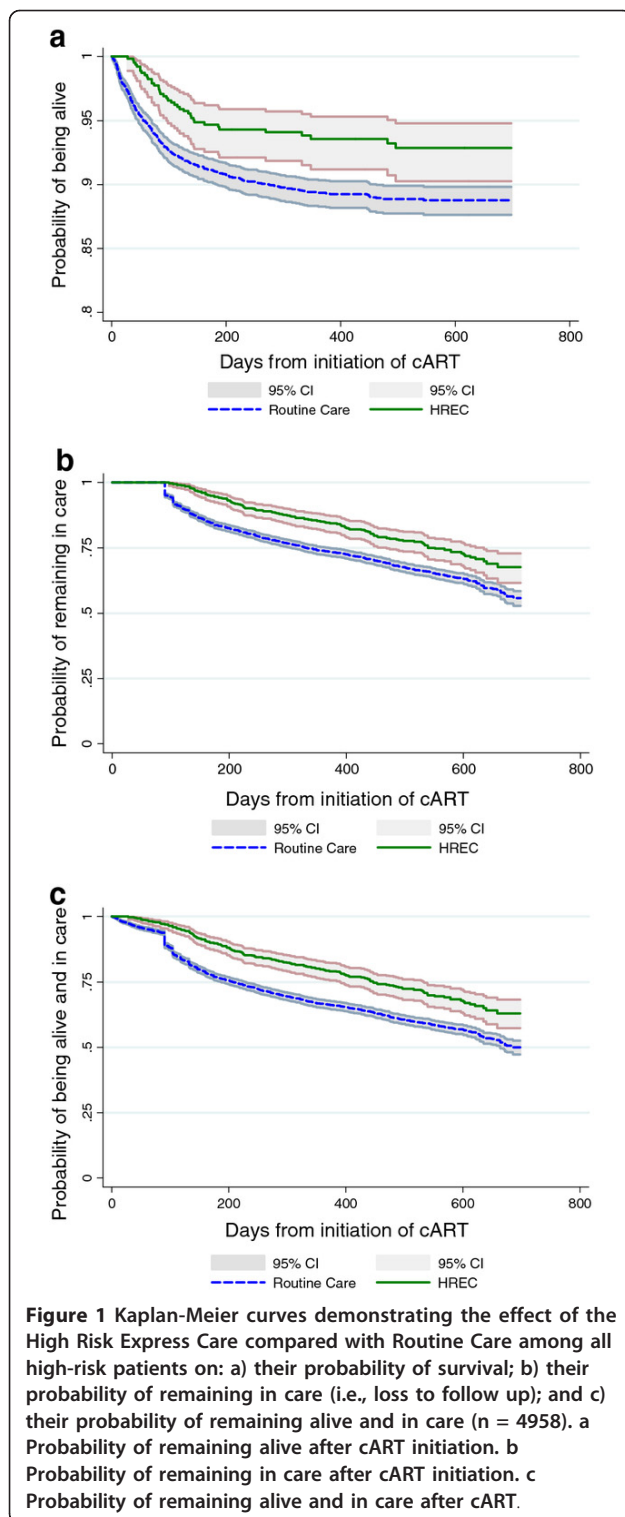 a
Probability of being alive
1
.95
.9
.85
.8
0 200 400 600 800
Days from initiation of cART
95% CI 95% CI
Routine Care HREC
b
Probability of remaining in care
1
.75
.5
.25
0
0 200 400 600 800
Days from initiation of cART
95% CI 95% CI
Routine Care HREC
c
Probability of being alive and in care
1
.75
.5
.25
0
0 200 400 600 800
Days from initiation of cART
95% CI 95% CI
Routine Care HREC
Figure 1 Kaplan-Meier curves demonstrating the effect of the
High Risk Express Care compared with Routine Care among all
high-risk patients on: a) their probability of survival; b) their
probability of remaining in care (i.e., loss to follow up); and c)
their probability of remaining alive and in care (n = 4958). a
Probability of remaining alive after cART initiation. b
Probability of remaining in care after cART initiation. c
Probability of remaining alive and in care after cART.